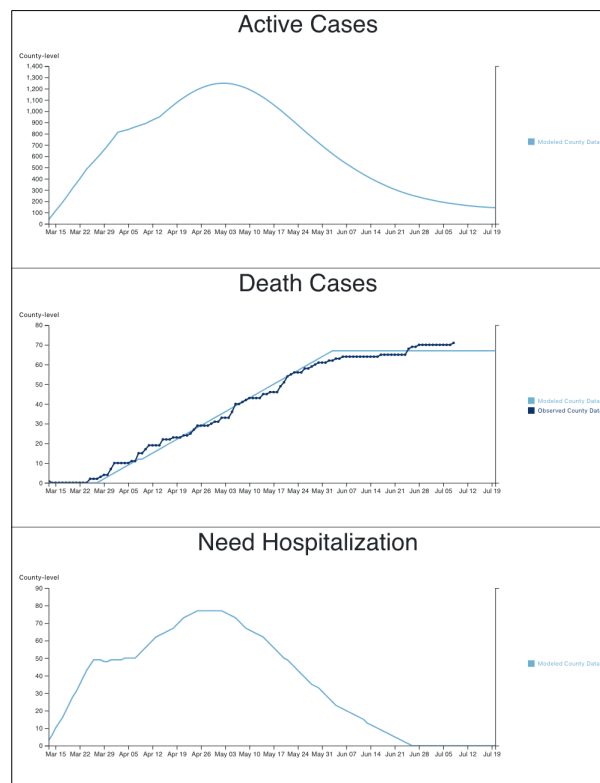 Active Cases
County-level
1,400
1,300
1,200
1,100
1,000
900
800
700
600
500
400
300
200
100
0
Mar 15 Mar 22 Mar 29 Apr 05 Apr 12 Apr 19 Apr 26 May 03 May 10 May 17 May 24 May 31 Jun 07 Jun 14 Jun 21 Jun 28 Jul 05 Jul 12 Jul 19
Modeled County Data
Death Cases
County-level
80
70
60
50
40
30
20
10
0
Mar 15 Mar 22 Mar 29 Apr 05 Apr 12 Apr 19 Apr 26 May 03 May 10 May 17 May 24 May 31 Jun 07 Jun 14 Jun 21 Jun 28 Jul 05 Jul 12 Jul 19
Modeled County Data
Observed County Data
Need Hospitalization
County-level
90
80
70
60
50
40
30
20
10
0
Mar 15 Mar 22 Mar 29 Apr 05 Apr 12 Apr 19 Apr 26 May 03 May 10 May 17 May 24 May 31 Jun 07 Jun 14 Jun 21 Jun 28 Jul 05 Jul 12 Jul 19
Modeled County Data